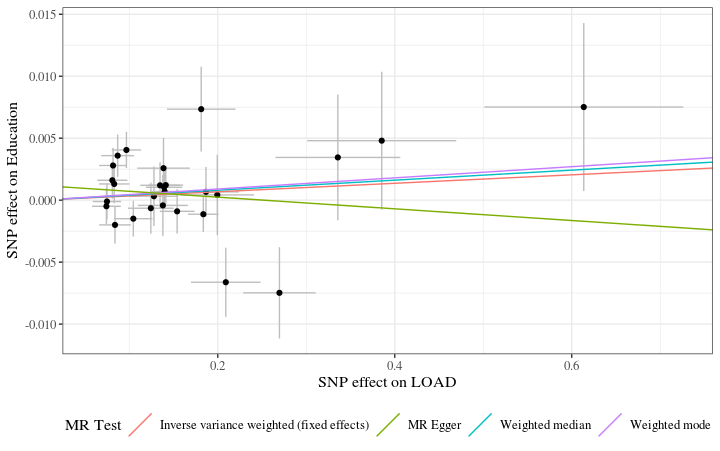 0.015
0.010
0.005
0.000
-0.005
-0.010
SNP effect on Education
0.2 0.4 0.6
SNP effect on LOAD
MR Test Inverse variance weighted (fixed effects) MR Egger Weighted median Weighted mode